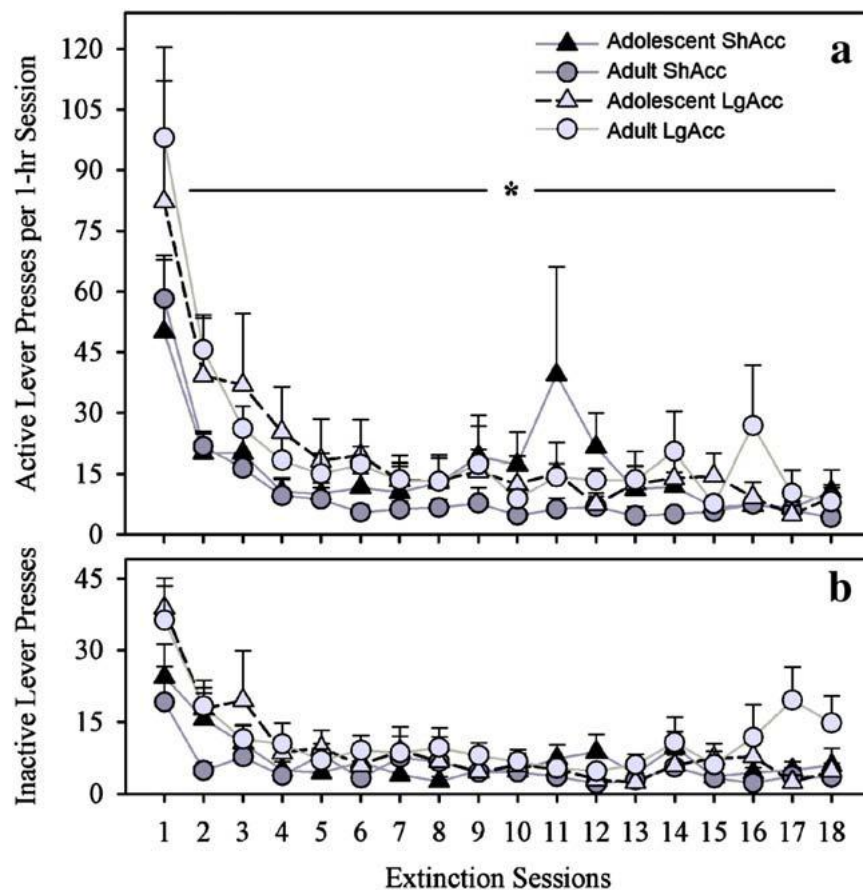 120
105
90
75
60
45
30
15
0
Active Lever Presses per 1-hr Session
Adolescent ShAcc
Adult ShAcc
Adolescent LgAcc
Adult LgAcc
a
*
45
30
15
0
Inactive Lever Presses
b
1 2 3 4 5 6 7 8 9 10 11 12 13 14 15 16 17 18
Extinction Sessions